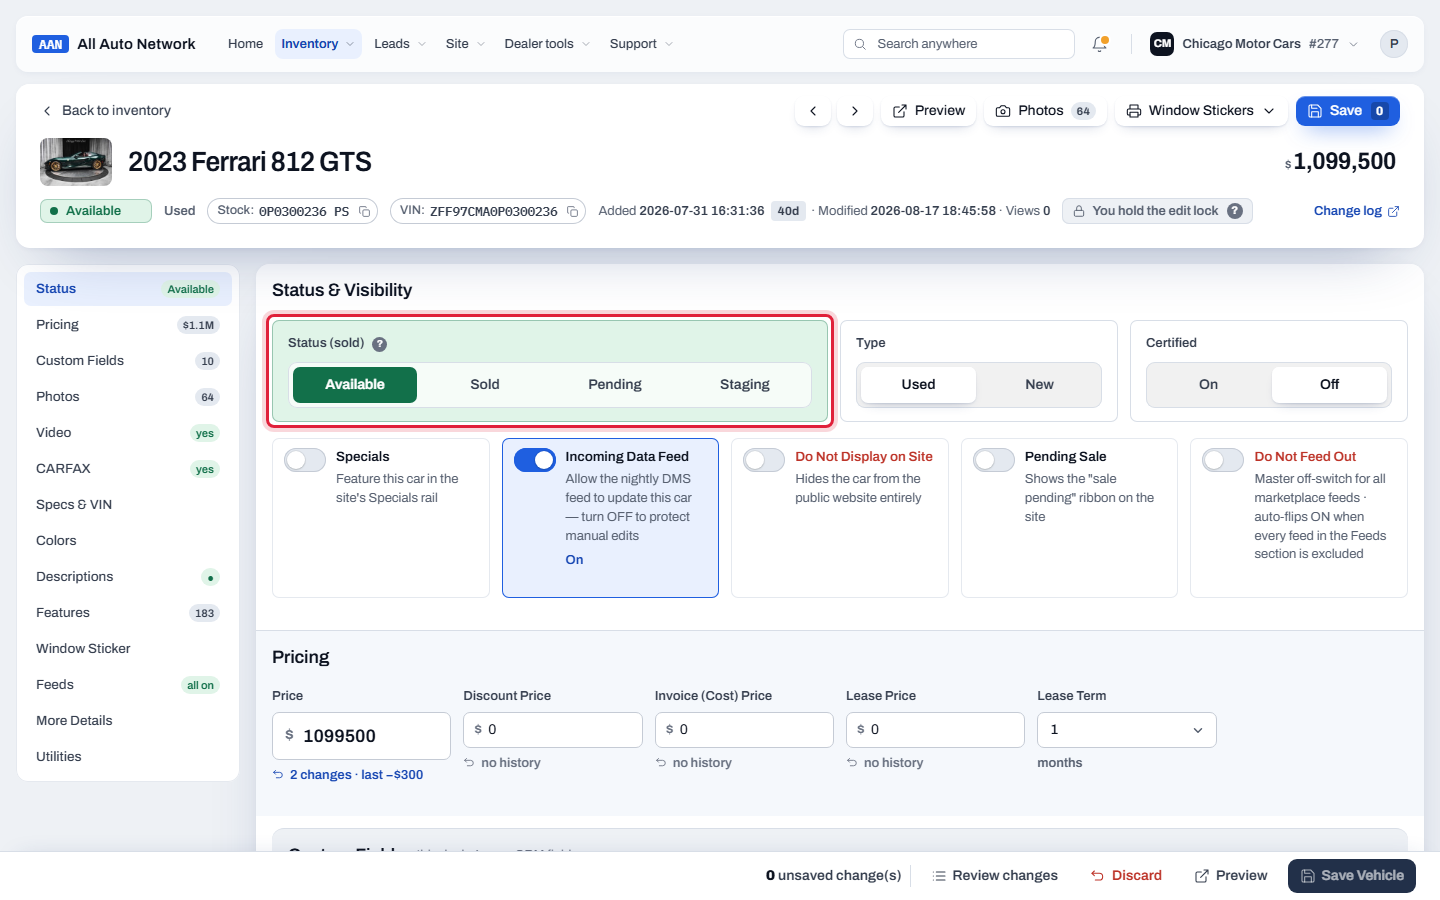 AAN All Auto Network Home Inventory Leads Site Dealer tools Support Search anywhere CM Chicago Motor Cars #277 P
Back to inventory Preview Photos 64 Window Stickers Save 0
2023 Ferrari 812 GTS $1,099,500
Available Used Stock: 0P0300236 PS VIN: ZFF97CMA0P0300236 Added 2026-07-31 16:31:36 40d · Modified 2026-08-17 18:45:58 · Views 0 You hold the edit lock ? Change log
Status Available
Pricing $1.1M
Custom Fields 10
Photos 64
Video yes
CARFAX yes
Specs & VIN
Colors
Descriptions
Features 183
Window Sticker
Feeds all on
More Details
Utilities
Status & Visibility
Status (sold) ?
Available Sold Pending Staging
Type
Used New
Certified
On Off
Specials
Feature this car in the
site's Specials rail
Incoming Data Feed
Allow the nightly DMS
feed to update this car
— turn OFF to protect
manual edits
On
Do Not Display on Site
Hides the car from the
public website entirely
Pending Sale
Shows the "sale
pending" ribbon on the
site
Do Not Feed Out
Master off-switch for all
marketplace feeds ·
auto-flips ON when
every feed in the Feeds
section is excluded
Pricing
Price Discount Price Invoice (Cost) Price Lease Price Lease Term
$ 1099500 $ 0 $ 0 $ 0 1
2 changes · last −$300 no history no history no history months
0 unsaved change(s) Review changes Discard Preview Save Vehicle